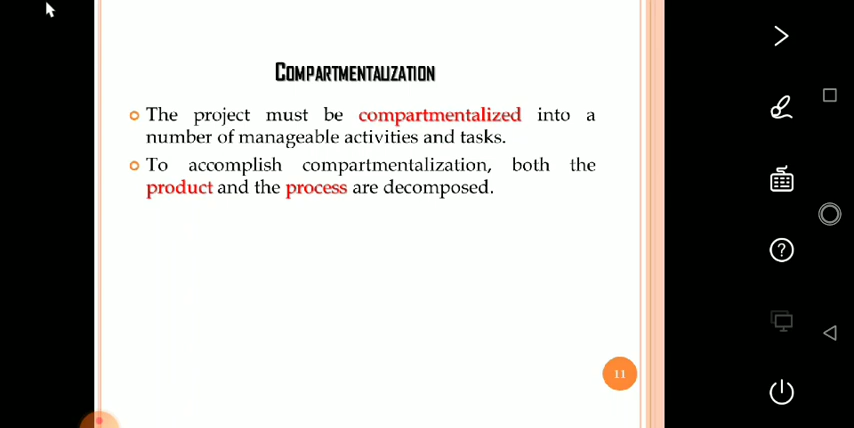 COMPARTMENTALIZATION
The project must be compartmentalized into a
number of manageable activities and tasks.
To accomplish compartmentalization, both the
product and the process are decomposed.
11